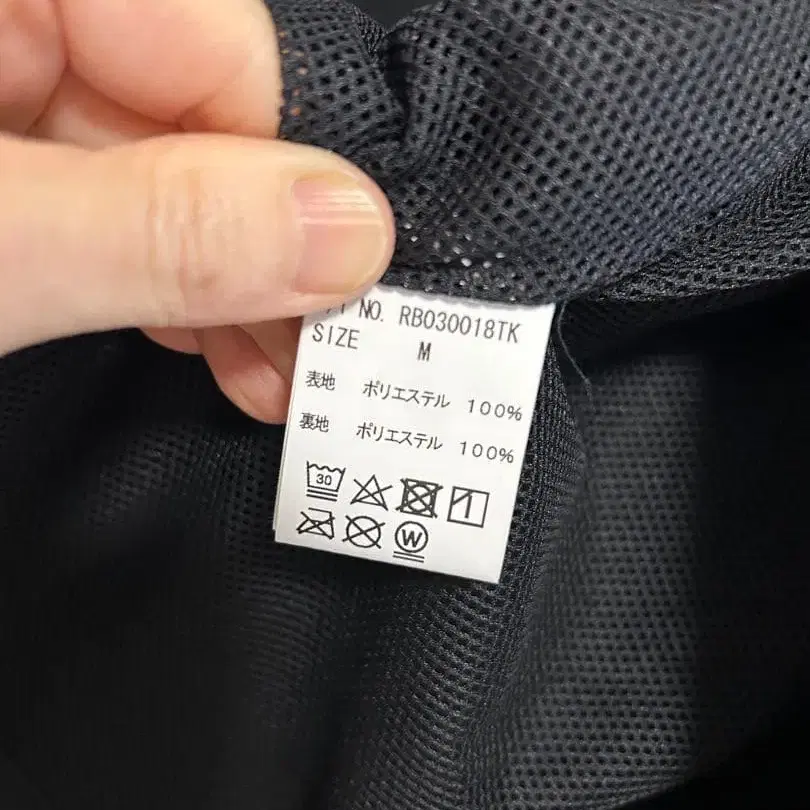 NO. RB030018TK
SIZE M
表地 ポリエステル 100%
裏地 ポリエステル 100%
30
W